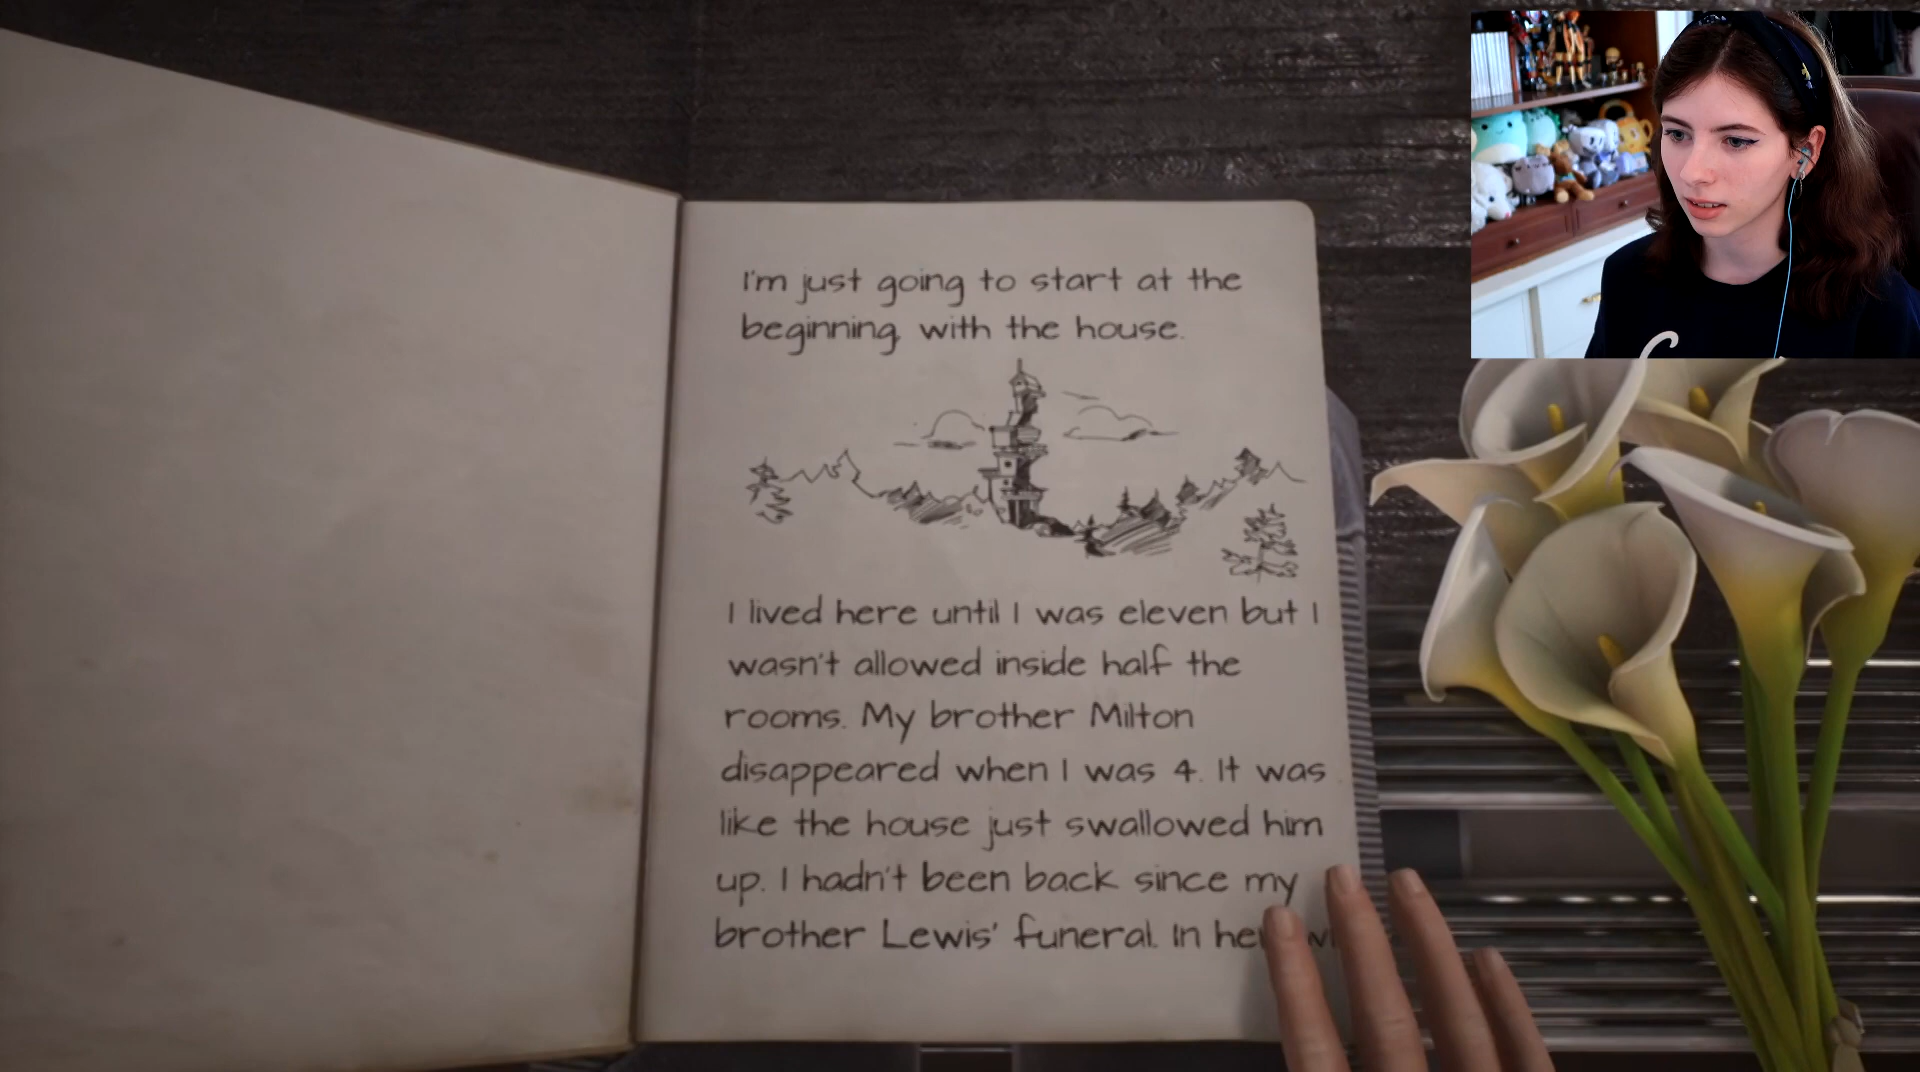 I'm just going to start at the
beginning, with the house.
I lived here until I was eleven but I
wasn't allowed inside half the
rooms. My brother Milton
disappeared when I was 4. It was
like the house just swallowed him
up. I hadn't been back since my
brother Lewis' funeral. In her